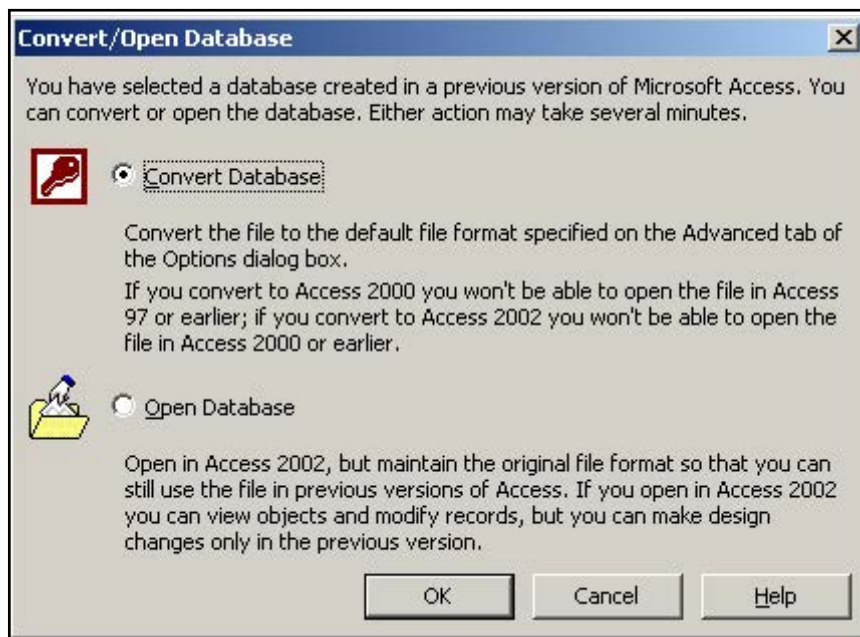 Convert/Open Database
You have selected a database created in a previous version of Microsoft Access. You
can convert or open the database. Either action may take several minutes.
Convert Database
Convert the file to the default file format specified on the Advanced tab of
the Options dialog box.
If you convert to Access 2000 you won't be able to open the file in Access
97 or earlier; if you convert to Access 2002 you won't be able to open the
file in Access 2000 or earlier.
Open Database
Open in Access 2002, but maintain the original file format so that you can
still use the file in previous versions of Access. If you open in Access 2002
you can view objects and modify records, but you can make design
changes only in the previous version.
OK Cancel Help